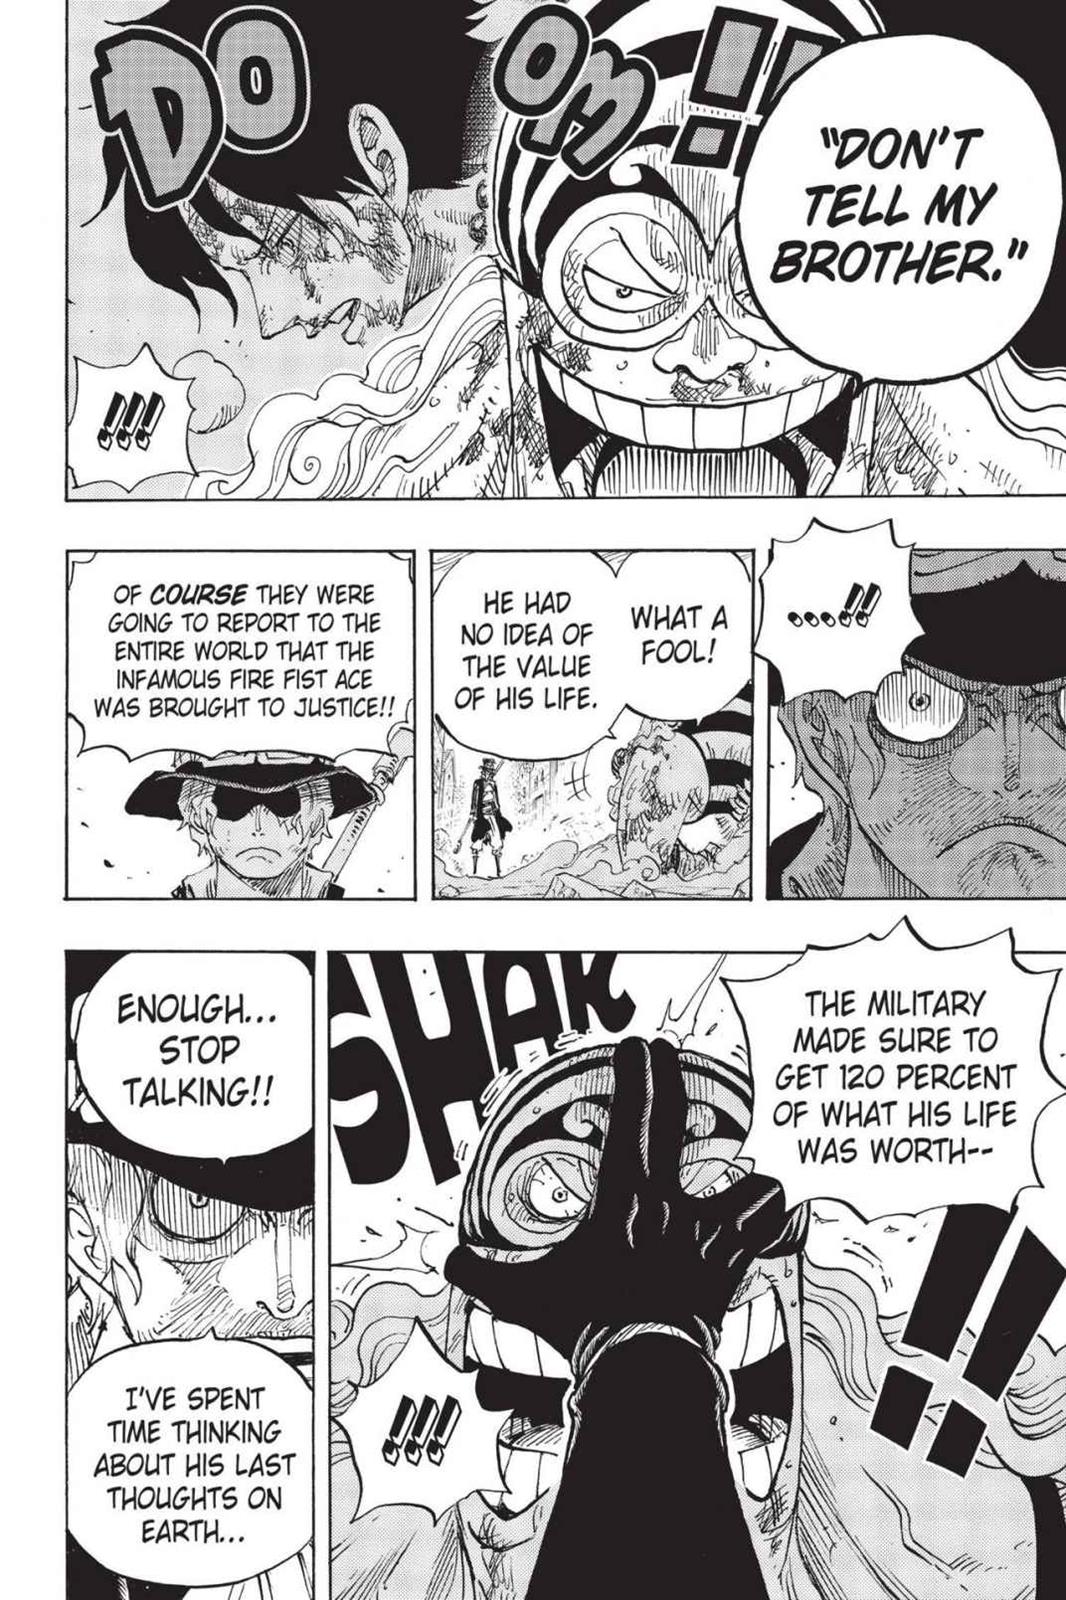 DOOM!!
"DON'T
TELL MY
BROTHER."
!!!
...!!
WHAT A
FOOL!
HE HAD
NO IDEA OF
THE VALUE
OF HIS LIFE.
OF COURSE THEY WERE
GOING TO REPORT TO THE
ENTIRE WORLD THAT THE
INFAMOUS FIRE FIST ACE
WAS BROUGHT TO JUSTICE!!
THE MILITARY
MADE SURE TO
GET 120 PERCENT
OF WHAT HIS LIFE
WAS WORTH--
SHAK
!!
!!!
ENOUGH...
STOP
TALKING!!
I'VE SPENT
TIME THINKING
ABOUT HIS LAST
THOUGHTS ON
EARTH...